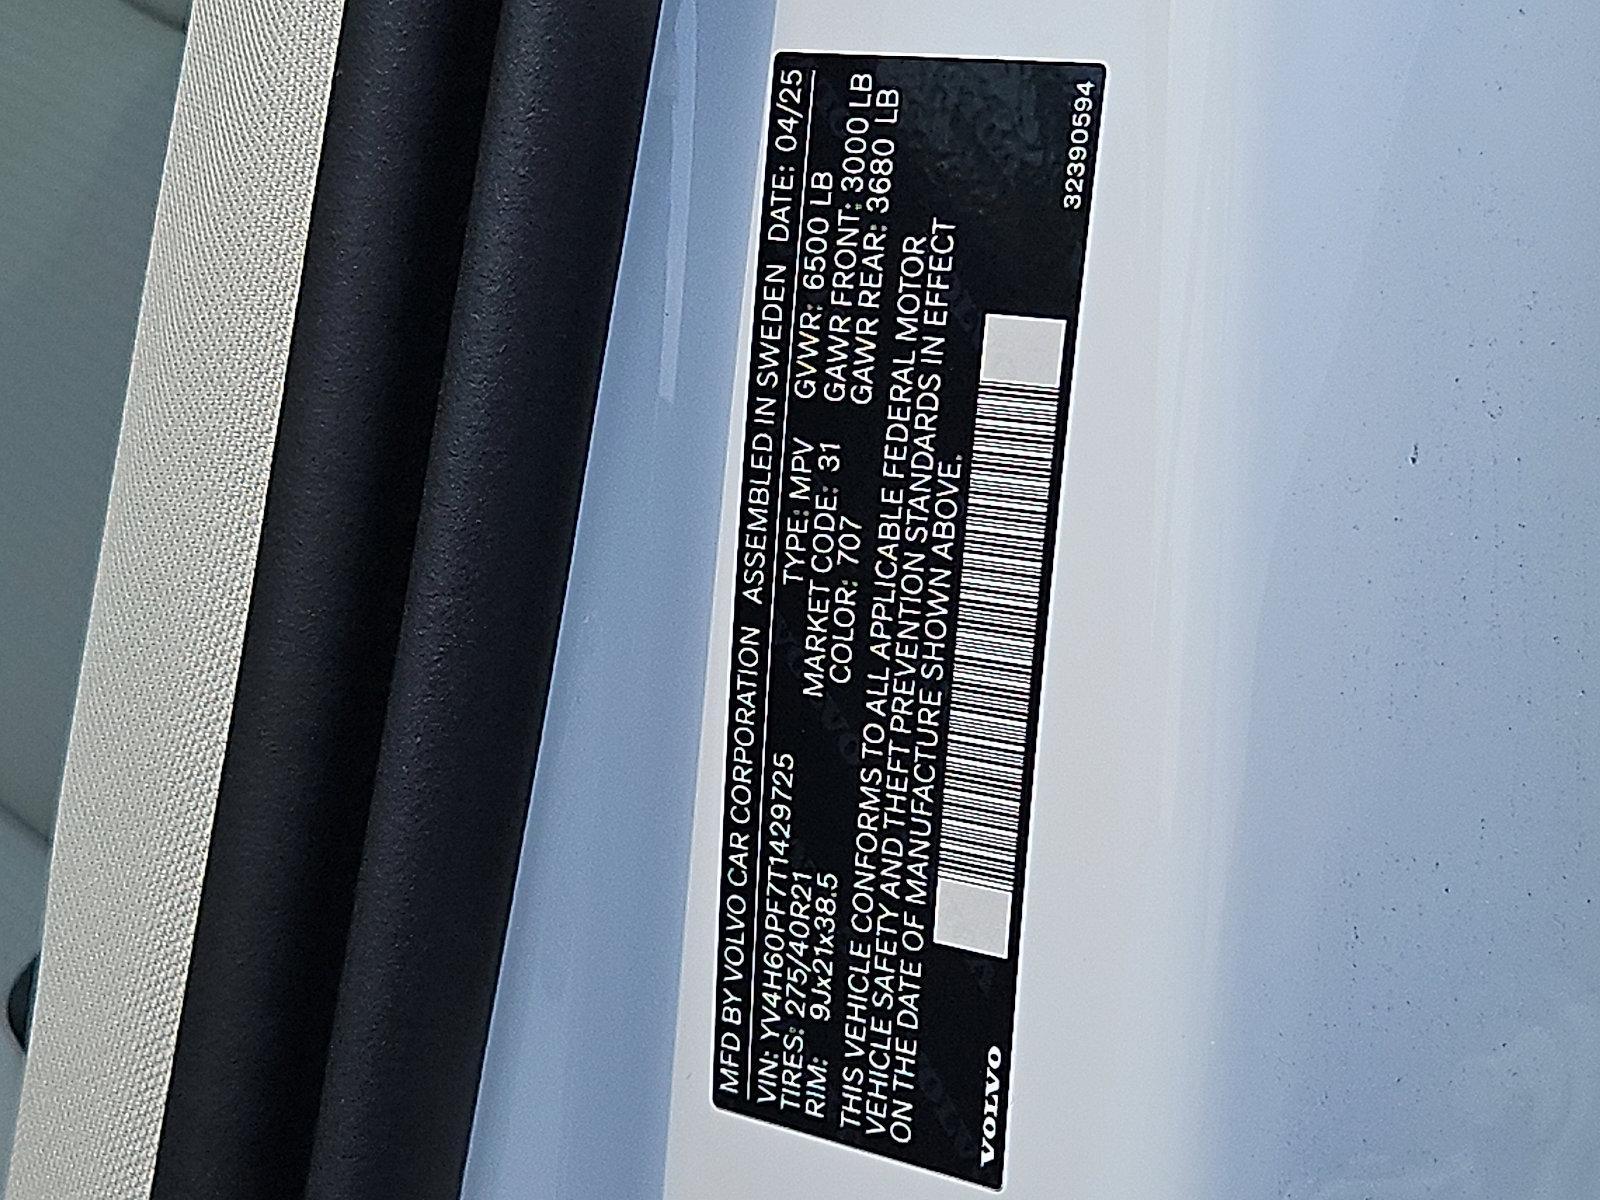 MFD BY VOLVO CAR CORPORATION ASSEMBLED IN SWEDEN DATE: 04/25
VIN: YV4H60PF7T1429725 TYPE: MPV GVWR: 6500 LB
TIRES: 275/40R21 MARKET CODE: 31 GAWR FRONT: 3000 LB
RIM: 9Jx21x38.5 COLOR: 707 GAWR REAR: 3680 LB
THIS VEHICLE CONFORMS TO ALL APPLICABLE FEDERAL MOTOR
VEHICLE SAFETY AND THEFT PREVENTION STANDARDS IN EFFECT
ON THE DATE OF MANUFACTURE SHOWN ABOVE.
VOLVO 32390594